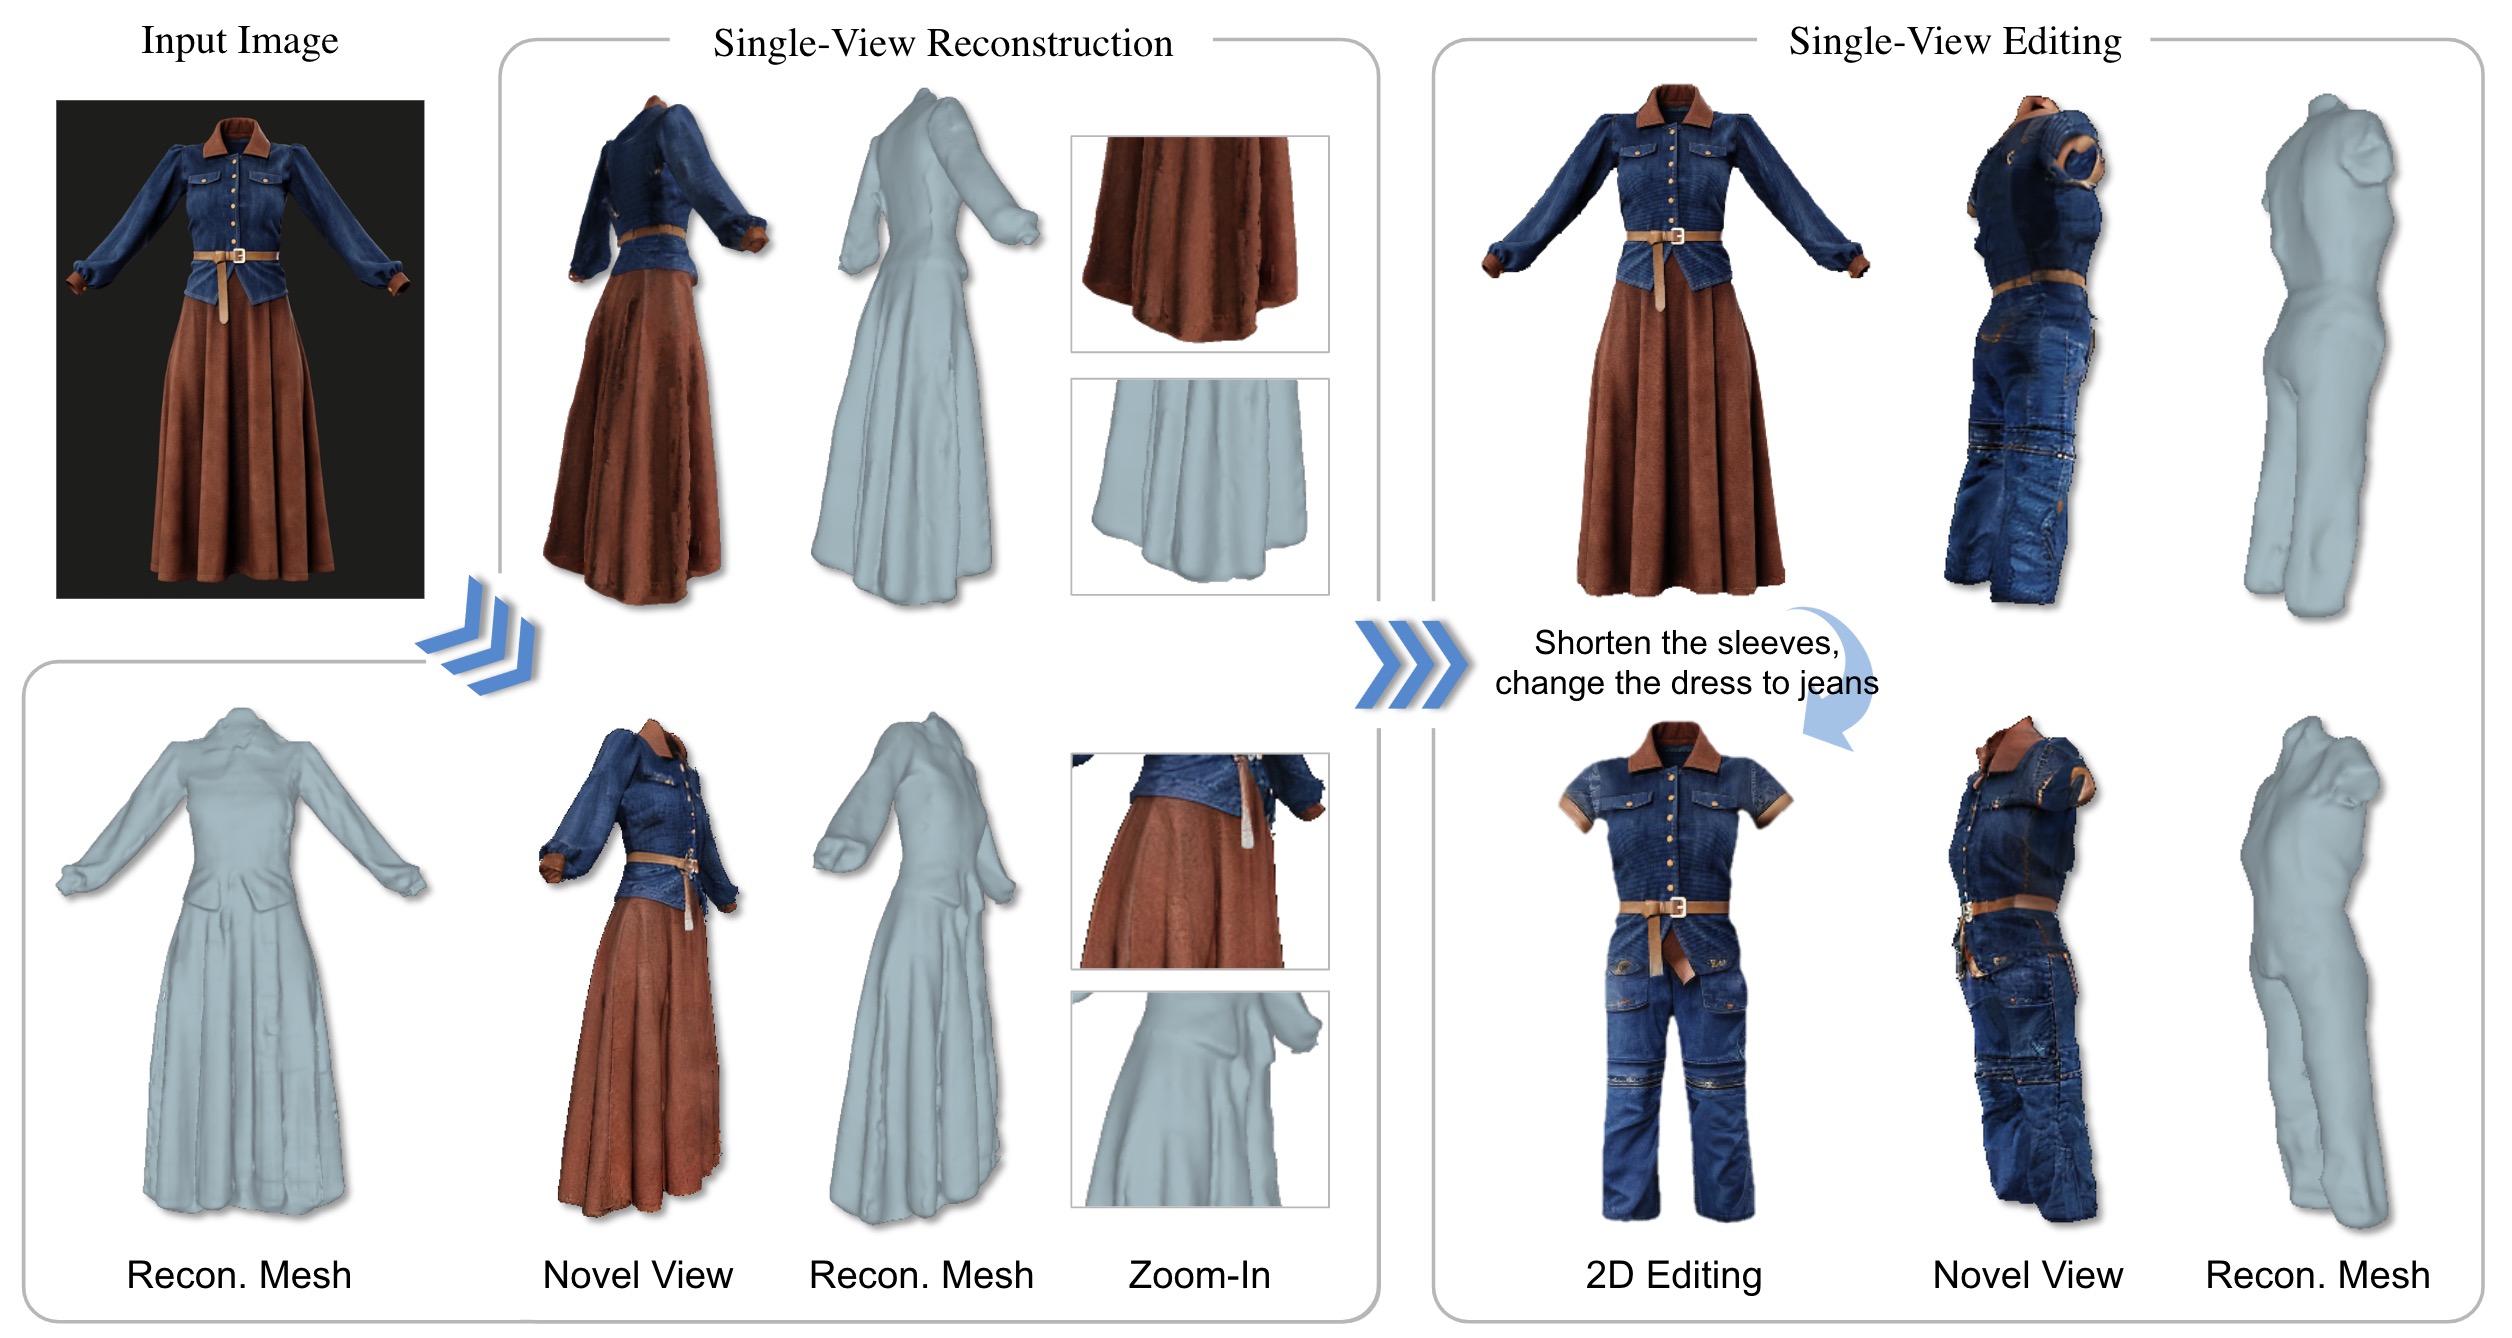 Input Image
Single-View Reconstruction
Single-View Editing
Shorten the sleeves,
change the dress to jeans
Recon. Mesh
Novel View
Recon. Mesh
Zoom-In
2D Editing
Novel View
Recon. Mesh